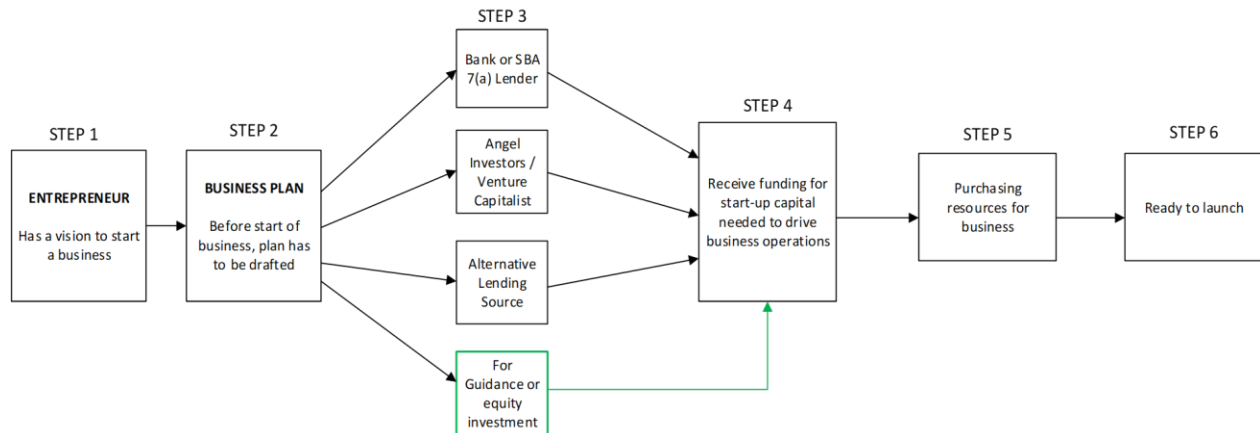 STEP 1
ENTREPRENEUR
Has a vision to start
a business
STEP 2
BUSINESS PLAN
Before start of
business, plan has
to be drafted
STEP 3
Bank or SBA
7(a) Lender
Angel
Investors /
Venture
Capitalist
Alternative
Lending
Source
For
Guidance or
equity
investment
STEP 4
Receive funding for
start-up capital
needed to drive
business operations
STEP 5
Purchasing
resources for
business
STEP 6
Ready to launch